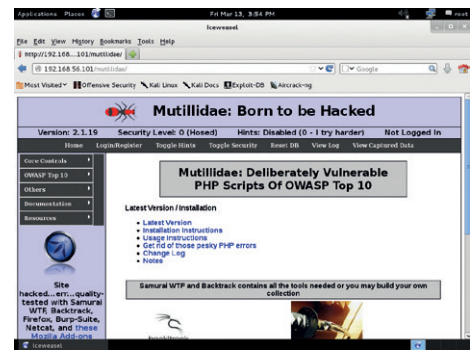 Applications Places Fri Mar 13, 3:54 PM root
Iceweasel
File Edit View History Bookmarks Tools Help
http://192.168...101/mutillidae/
192.168.56.101/mutillidae/ Google
Most Visited Offensive Security Kali Linux Kali Docs Exploit-DB Aircrack-ng
Mutillidae: Born to be Hacked
Version: 2.1.19 Security Level: 0 (Hosed) Hints: Disabled (0 - I try harder) Not Logged In
Home Login/Register Toggle Hints Toggle Security Reset DB View Log View Captured Data
Core Controls
OWASP Top 10
Others
Documentation
Resources
Site
hacked...err...quality-
tested with Samurai
WTF, Backtrack,
Firefox, Burp-Suite,
Netcat, and these
Mozilla Add-ons
Mutillidae: Deliberately Vulnerable
PHP Scripts Of OWASP Top 10
Latest Version / Installation
Latest Version
Installation Instructions
Usage Instructions
Get rid of those pesky PHP errors
Change Log
Notes
Samurai WTF and Backtrack contains all the tools needed or you may build your own
collection
Iceweasel